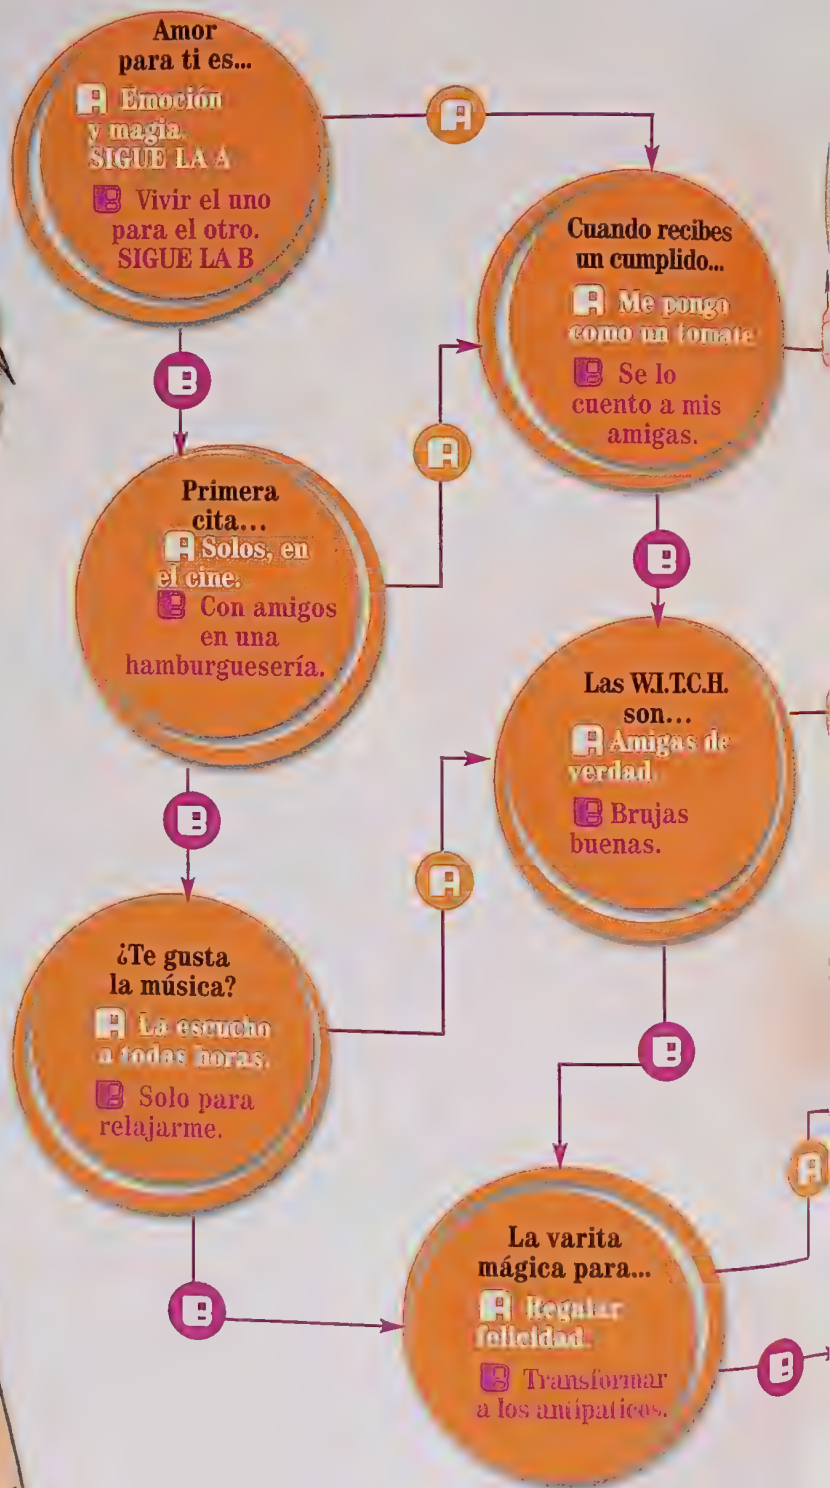 Amor
para ti es...
A Emoción
y magia.
SIGUE LA A
B Vivir el uno
para el otro.
SIGUE LA B
A
Cuando recibes
un cumplido...
A Me pongo
como un tomate
B Se lo
cuento a mis
amigas.
B
A
Primera
cita...
A Solos, en
el cine.
B Con amigos
en una
hamburguesería.
B
Las W.I.T.C.H.
son...
A Amigas de
verdad
B Brujas
buenas.
B
A
¿Te gusta
la música?
A La escucho
a todas horas.
B Solo para
relajarme.
B
B
A
La varita
mágica para...
A Regalar
felicidad.
B Transformar
a los antipaticos.
B